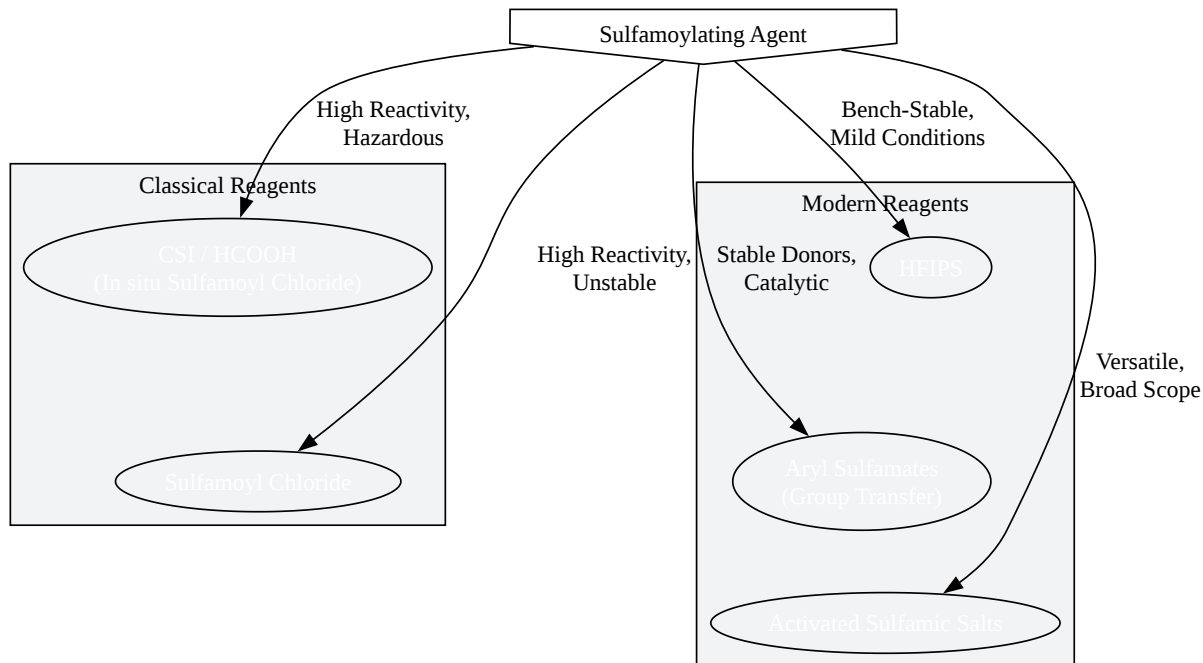 Sulfamoylating Agent
High Reactivity,
Hazardous
Bench-Stable,
Mild Conditions
Classical Reagents
Modern Reagents
CSI / HCOOH
(In situ Sulfamoyl Chloride)
High Reactivity,
Unstable
Stable Donors,
Catalytic
HFIPS
Versatile,
Broad Scope
Sulfamoyl Chloride
Aryl Sulfamates
(Group Transfer)
Activated Sulfamic Salts